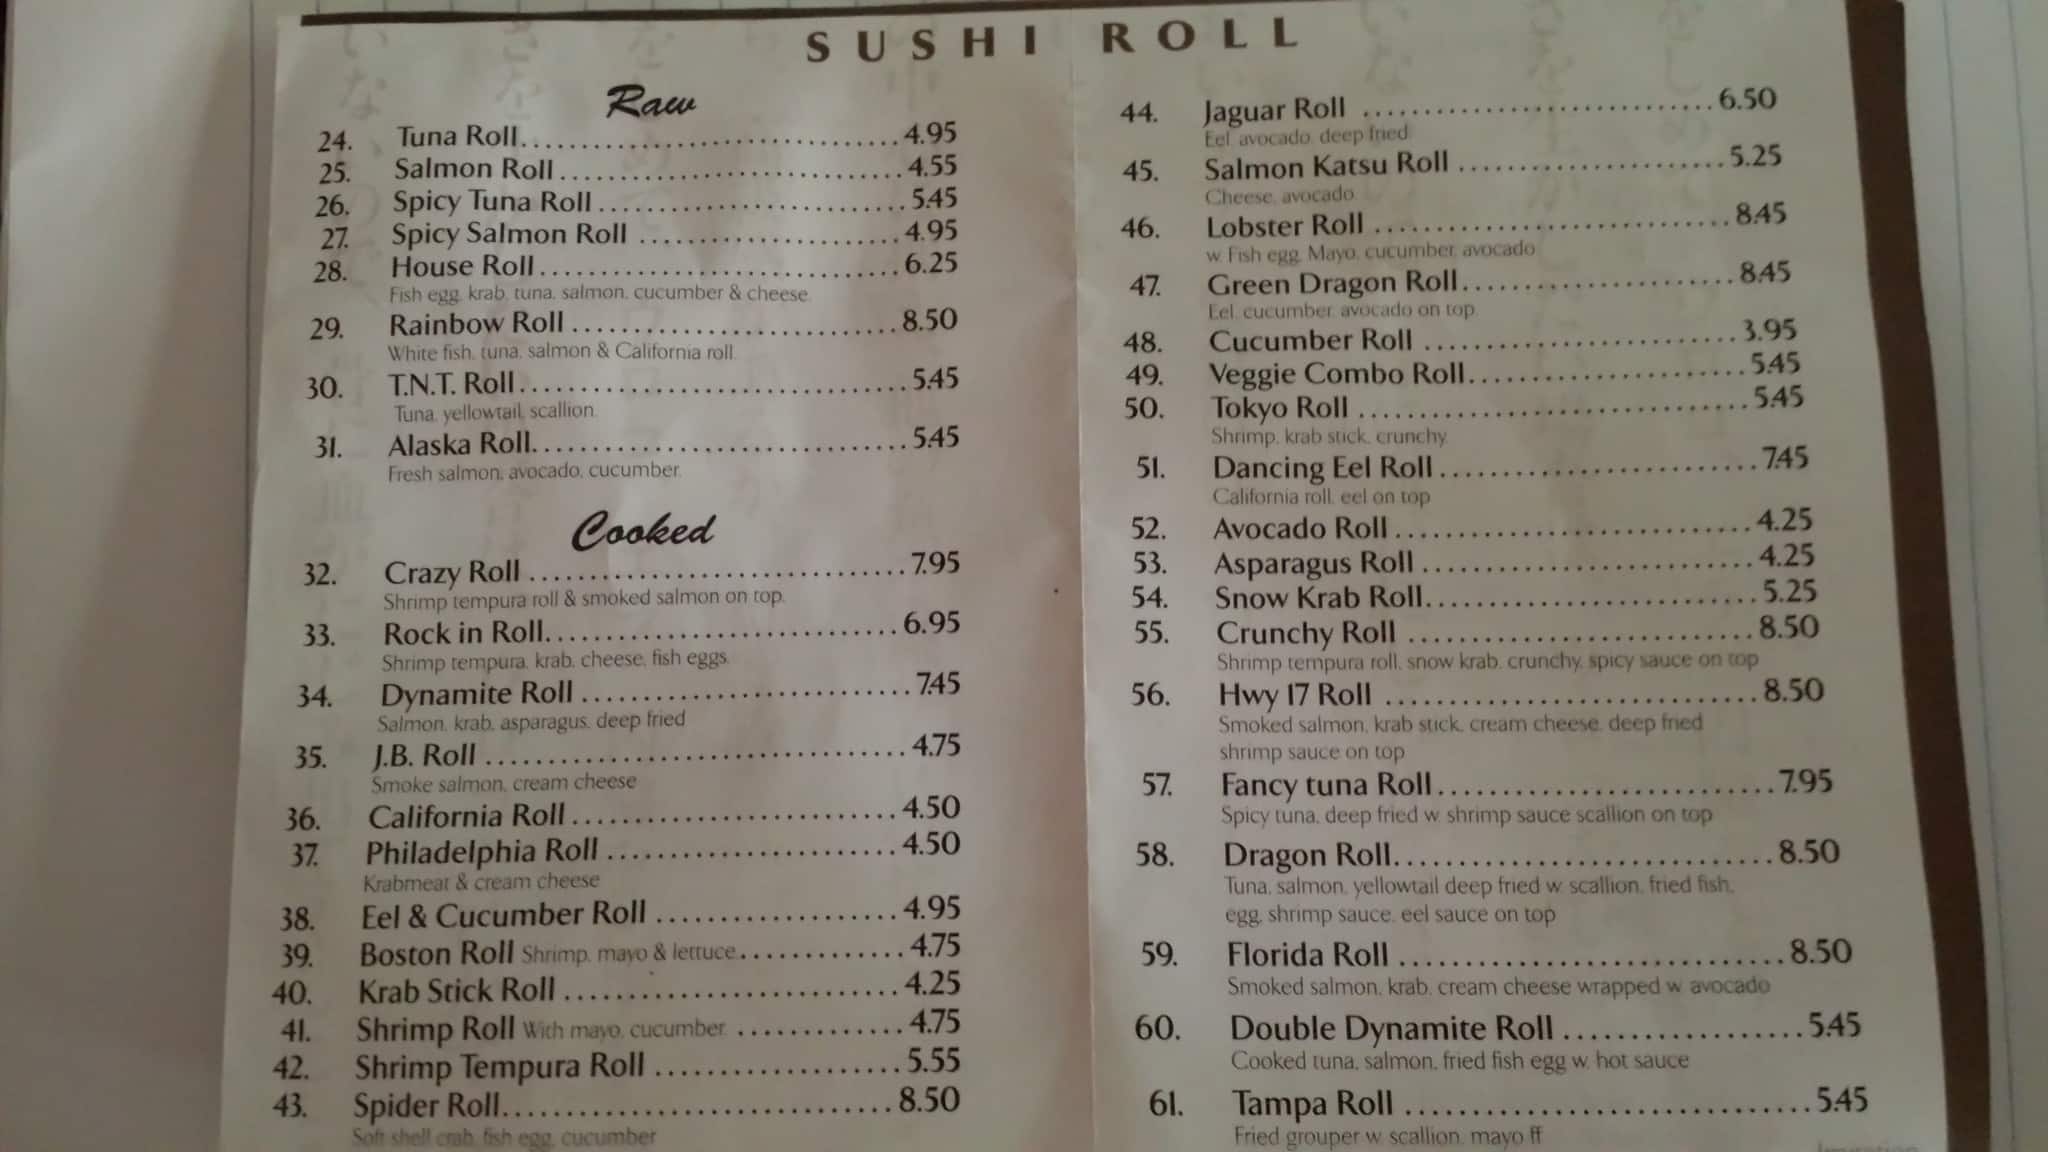 SUSHI ROLL
Raw
24. Tuna Roll 4.95
25. Salmon Roll 4.55
26. Spicy Tuna Roll 5.45
27. Spicy Salmon Roll 4.95
28. House Roll 6.25
Fish egg, krab, tuna, salmon, cucumber & cheese.
29. Rainbow Roll 8.50
White fish, tuna, salmon & California roll.
30. T.N.T. Roll 5.45
Tuna, yellowtail, scallion.
31. Alaska Roll 5.45
Fresh salmon, avocado, cucumber.
Cooked
32. Crazy Roll 7.95
Shrimp tempura roll & smoked salmon on top.
33. Rock in Roll 6.95
Shrimp tempura, krab, cheese, fish eggs.
34. Dynamite Roll 7.45
Salmon, krab, asparagus, deep fried
35. J.B. Roll 4.75
Smoke salmon, cream cheese
36. California Roll 4.50
37. Philadelphia Roll 4.50
Krabmeat & cream cheese
38. Eel & Cucumber Roll 4.95
39. Boston Roll Shrimp, mayo & lettuce 4.75
40. Krab Stick Roll 4.25
41. Shrimp Roll With mayo, cucumber. 4.75
42. Shrimp Tempura Roll 5.55
43. Spider Roll 8.50
Soft shell crab, fish egg, cucumber
44. Jaguar Roll 6.50
Eel, avocado, deep fried
45. Salmon Katsu Roll 5.25
Cheese, avocado
46. Lobster Roll 8.45
w. Fish egg, Mayo, cucumber, avocado
47. Green Dragon Roll 8.45
Eel, cucumber, avocado on top
48. Cucumber Roll 3.95
49. Veggie Combo Roll 5.45
50. Tokyo Roll 5.45
Shrimp, krab stick, crunchy
51. Dancing Eel Roll 7.45
California roll, eel on top
52. Avocado Roll 4.25
53. Asparagus Roll 4.25
54. Snow Krab Roll 5.25
55. Crunchy Roll 8.50
Shrimp tempura roll, snow krab, crunchy, spicy sauce on top
56. Hwy 17 Roll 8.50
Smoked salmon, krab stick, cream cheese, deep fried
shrimp sauce on top
57. Fancy tuna Roll 7.95
Spicy tuna, deep fried w. shrimp sauce scallion on top
58. Dragon Roll 8.50
Tuna, salmon, yellowtail deep fried w. scallion, fried fish,
egg, shrimp sauce, eel sauce on top
59. Florida Roll 8.50
Smoked salmon, krab, cream cheese wrapped w. avocado
60. Double Dynamite Roll 5.45
Cooked tuna, salmon, fried fish egg w. hot sauce
61. Tampa Roll 5.45
Fried grouper w. scallion, mayo ff